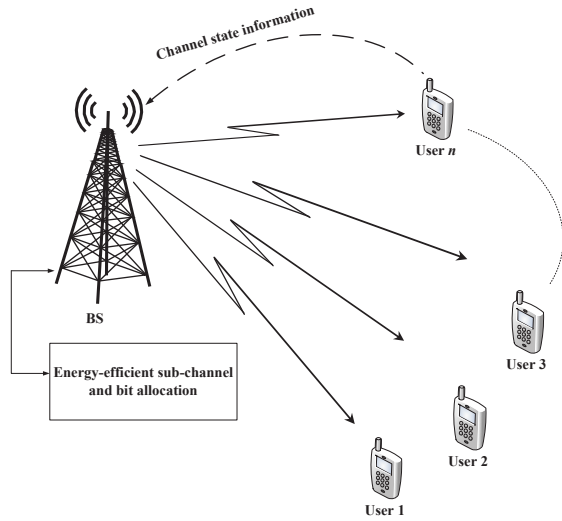 Channel state information
User n
BS
User 3
Energy-efficient sub-channel
and bit allocation
User 2
User 1